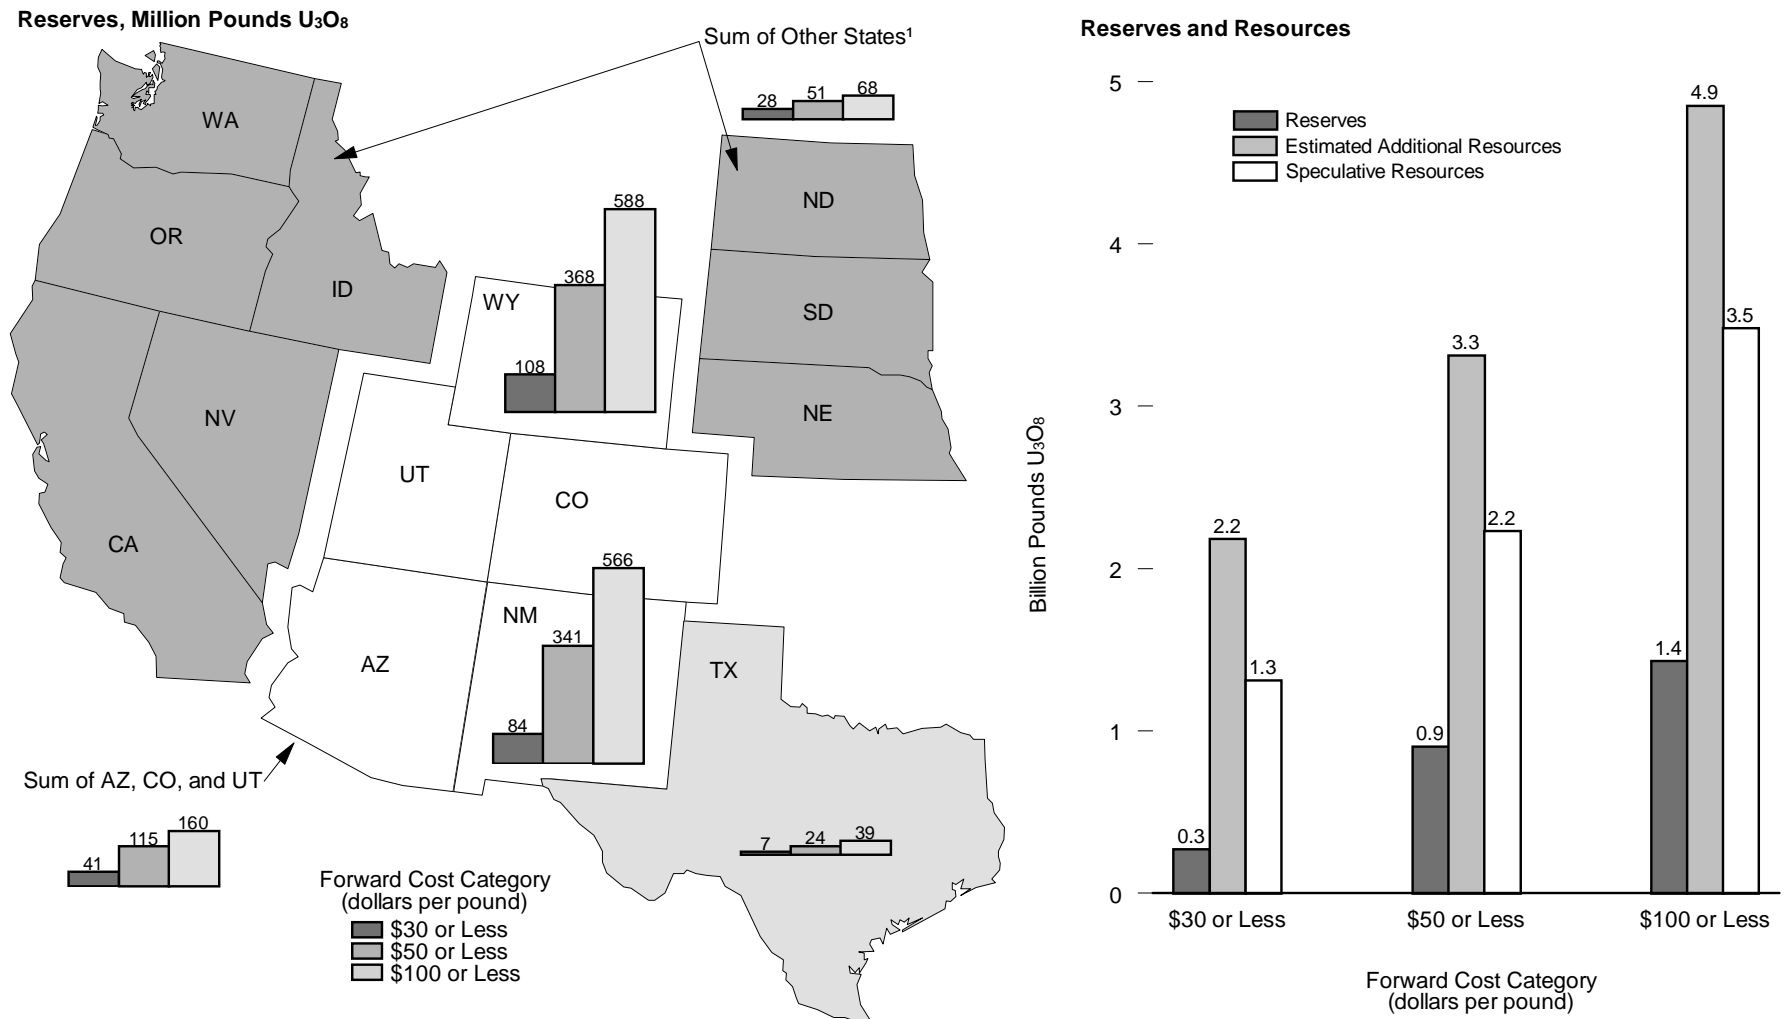 Reserves, Million Pounds U₃O₈
Sum of Other States¹
28 51 68
WA
OR
ID
NV
CA
ND
SD
NE
WY
108 368 588
UT
CO
AZ
NM
84 341 566
TX
7 24 39
Sum of AZ, CO, and UT
41 115 160
Forward Cost Category
(dollars per pound)
$30 or Less
$50 or Less
$100 or Less
Reserves and Resources
Reserves
Estimated Additional Resources
Speculative Resources
Billion Pounds U₃O₈
5
4
3
2
1
0
0.3 2.2 1.3
0.9 3.3 2.2
1.4 4.9 3.5
$30 or Less $50 or Less $100 or Less
Forward Cost Category
(dollars per pound)